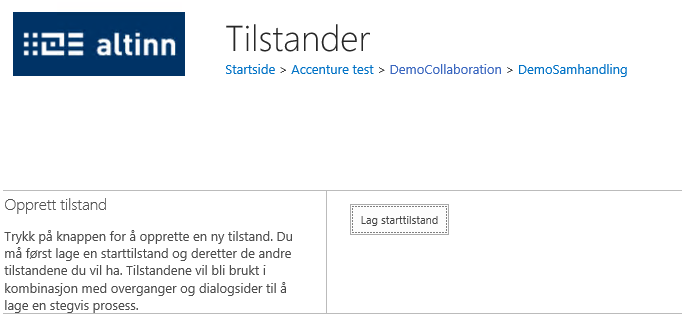 altinn
Tilstander
Startside > Accenture test > DemoCollaboration > DemoSamhandling
Opprett tilstand
Lag starttilstand
Trykk på knappen for å opprette en ny tilstand. Du
må først lage en starttilstand og deretter de andre
tilstandene du vil ha. Tilstandene vil bli brukt i
kombinasjon med overganger og dialogsider til å
lage en stegvis prosess.